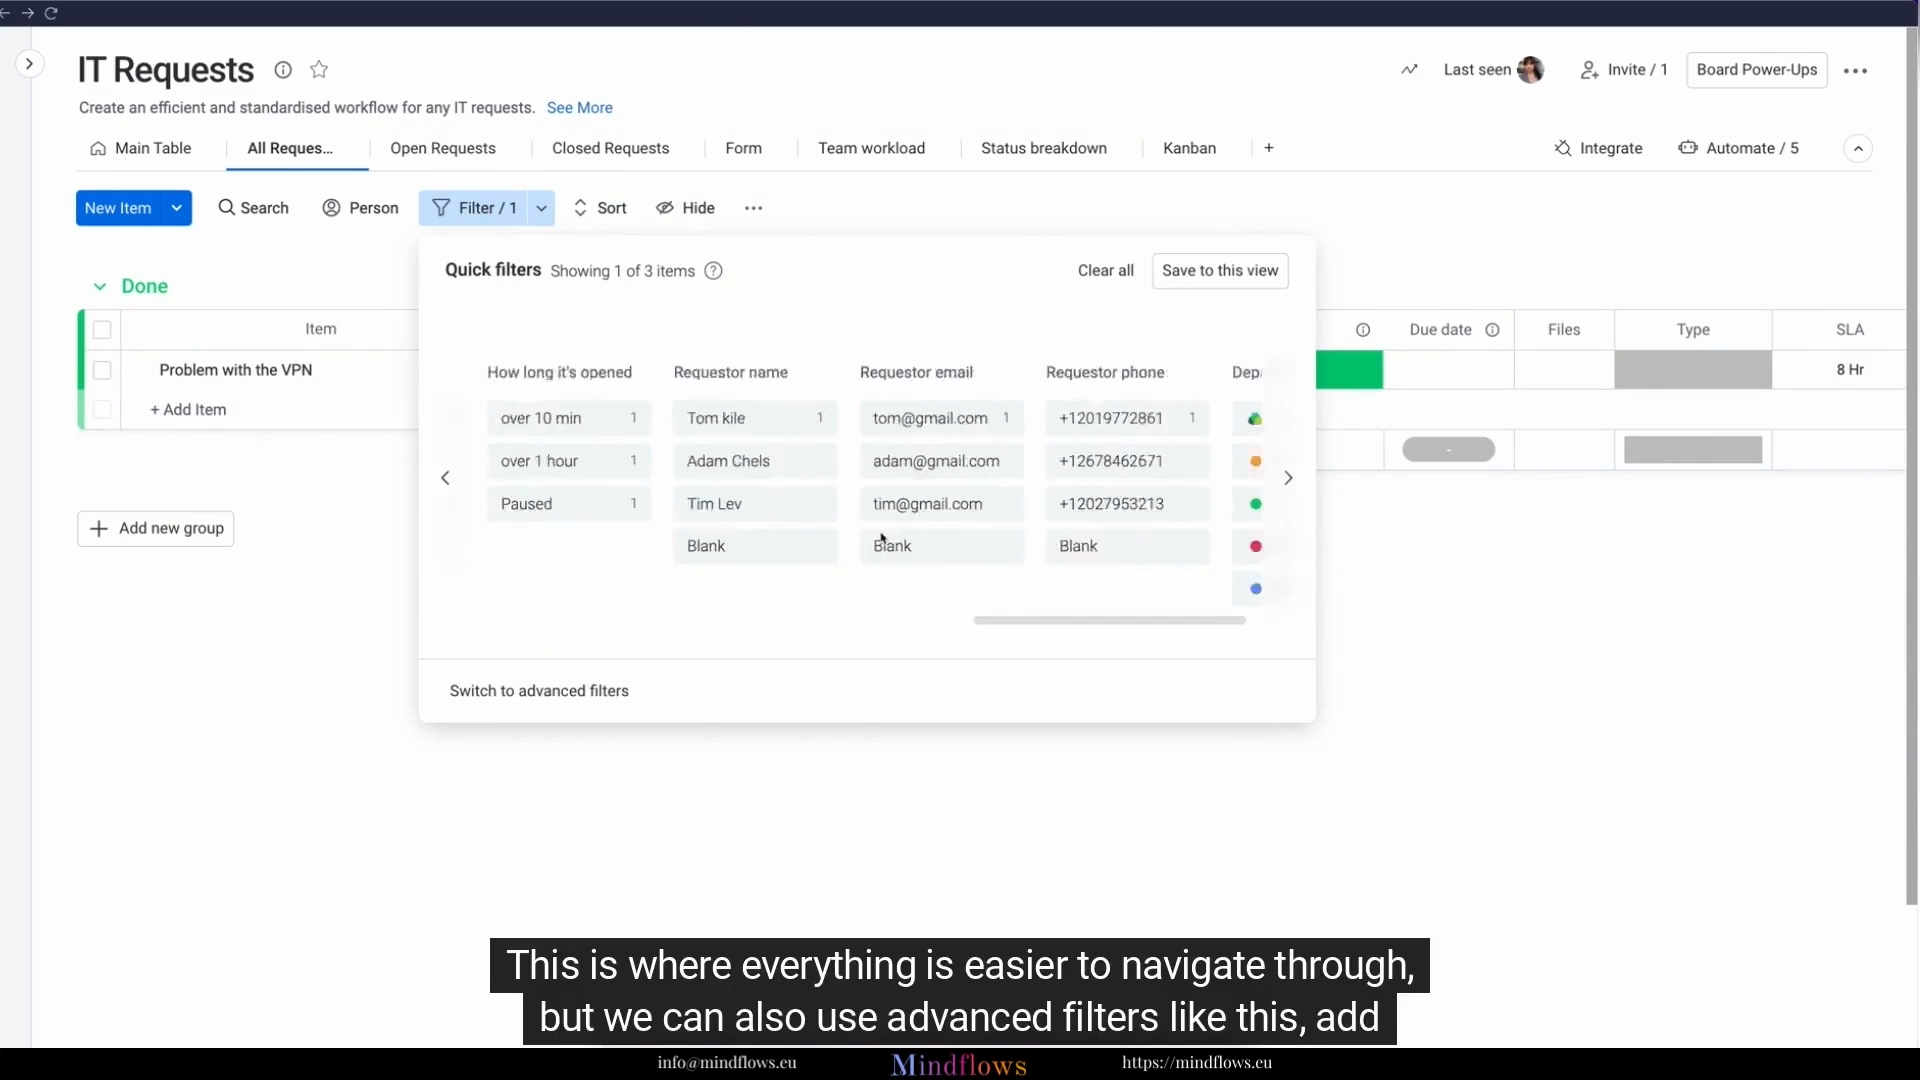 IT Requests
Last seen
Invite / 1
Board Power-Ups
Create an efficient and standardised workflow for any IT requests. See More
Main Table
All Reques...
Open Requests
Closed Requests
Form
Team workload
Status breakdown
Kanban
+
Integrate
Automate / 5
New Item
Search
Person
Filter / 1
Sort
Hide
Quick filters Showing 1 of 3 items
Clear all
Save to this view
Done
Item
Due date
Files
Type
SLA
Problem with the VPN
8 Hr
+ Add Item
-
Add new group
How long it's opened
Requestor name
Requestor email
Requestor phone
Depa
over 10 min 1
Tom kile 1
tom@gmail.com 1
+12019772861 1
over 1 hour 1
Adam Chels
adam@gmail.com
+12678462671
Paused 1
Tim Lev
tim@gmail.com
+12027953213
Blank
Blank
Blank
Switch to advanced filters
This is where everything is easier to navigate through,
but we can also use advanced filters like this, add
info@mindflows.eu
Mindflows
https://mindflows.eu